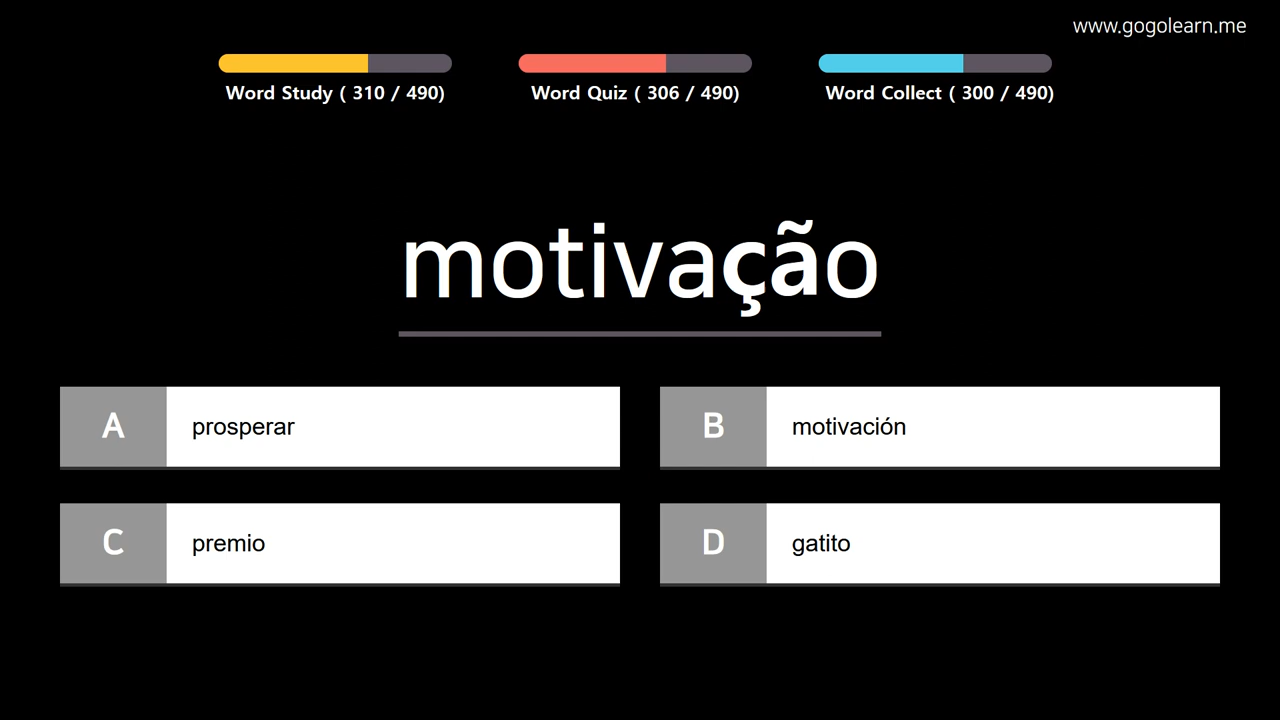 www.gogolearn.me
Word Study ( 310 / 490)
Word Quiz ( 306 / 490)
Word Collect ( 300 / 490)
motivação
A prosperar
B motivación
C premio
D gatito